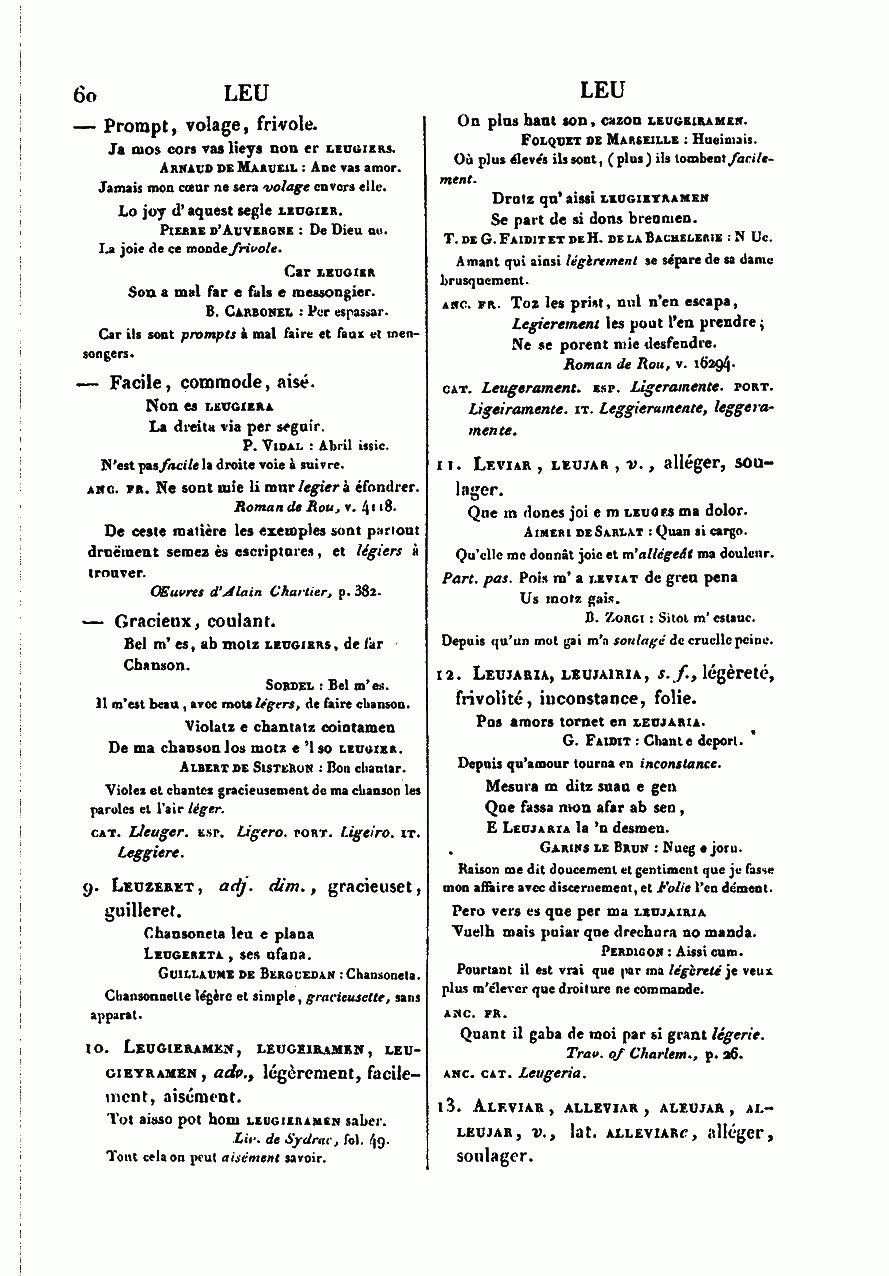 60 LEU LEU
— Prompt, volage, frivole.
Ja mos cors vas lieys non er LEUGIERS.
ARNAUD DE MARUEIL : Anc vas amor.
Jamais mon cœur ne sera volage envers elle.
Lo joy d'aquest segle LEUGIER.
PIERRE D'AUVERGNE : De Dieu no.
La joie de ce monde frivole.
Car LEUGIER
Son a mal far e fals e messongier.
B. CARBONEL : Per espassar.
Car ils sont prompts à mal faire et faux et men-
songers.
— Facile, commode, aisé.
Non es LEUGIERA
La dreita via per seguir.
P. VIDAL : Abril issic.
N'est pas facile la droite voie à suivre.
ANC. FR. Ne sont mie li mur legier à éfondrer.
Roman de Rou, v. 4118.
De ceste matière les exemples sont partout
druëment semez ès escriptures, et légiers à
trouver.
Œuvres d'Alain Chartier, p. 382.
— Gracieux, coulant.
Bel m'es, ab motz LEUGIERS, de far
Chanson.
SORDEL : Bel m'es.
Il m'est beau, avec mots légers, de faire chanson.
Violatz e chantatz cointamen
De ma chanson los motz e 'l so LEUGIER.
ALBERT DE SISTERON : Bon chantar.
Violez et chantez gracieusement de ma chanson les
paroles et l'air léger.
CAT. Lleuger. ESP. Ligero. PORT. Ligeiro. IT.
Leggiere.
9. LEUZERET, adj. dim., gracieuset,
guilleret.
Chansoneta leu e plana
LEUGERETA, ses ufana.
GUILLAUME DE BERGUEDAN : Chansoneta.
Chansonnette légère et simple, gracieusette, sans
apparat.
10. LEUGIERAMEN, LEUGEIRAMEN, LEU-
GIEYRAMEN, adv., légèrement, facile-
ment, aisément.
Tot aisso pot hom LEUGIERAMEN saber.
Liv. de Sydrac, fol. 49.
Tout cela on peut aisément savoir.
On plus haut son, cazon LEUGEIRAMEN.
FOLQUET DE MARSEILLE : Hueimais.
Où plus élevés ils sont, (plus) ils tombent facile-
ment.
Drutz qu'aissi LEUGIEYRAMEN
Se part de si dons breumen.
T. DE G. FAIDIT ET DE H. DE LA BACHELERIE : N Uc.
Amant qui ainsi légèrement se sépare de sa dame
brusquement.
ANC. FR. Toz les prist, nul n'en escapa,
Legierement les pout l'en prendre;
Ne se porent mie desfendre.
Roman de Rou, v. 16294.
CAT. Leugerament. ESP. Ligeramente. PORT.
Ligeiramente. IT. Leggieramente, leggera-
mente.
11. LEVIAR, LEUJAR, v., alléger, sou-
lager.
Que m dones joi e m LEUGES ma dolor.
AIMERI DE SARLAT : Quan si cargo.
Qu'elle me donnât joie et m'allégeât ma douleur.
Part. pas. Pois m'a LEVIAT de greu pena
Us motz gais.
B. ZORGI : Sitot m'estauc.
Depuis qu'un mot gai m'a soulagé de cruelle peine.
12. LEUJARIA, LEUJAIRIA, s. f., légèreté,
frivolité, inconstance, folie.
Pos amors tornet en LEUJARIA.
G. FAIDIT : Chant e deport.
Depuis qu'amour tourna en inconstance.
Mesura m ditz suau e gen
Que fassa mon afar ab sen,
E LEUJARIA la 'n desmen.
GARINS LE BRUN : Nueg e jorn.
Raison me dit doucement et gentiment que je fasse
mon affaire avec discernement, et Folie l'en dément.
Pero vers es que per ma LEUJAIRIA
Vuelh mais puiar que drechura no manda.
PERDIGON : Aissi cum.
Pourtant il est vrai que par ma légèreté je veux
plus m'élever que droiture ne commande.
ANC. FR.
Quant il gaba de moi par si grant légerie.
Trav. of Charlem., p. 26.
ANC. CAT. Leugeria.
13. ALEVIAR, ALLEVIAR, ALEUJAR, AL-
LEUJAR, v., lat. ALLEVIARe, alléger,
soulager.